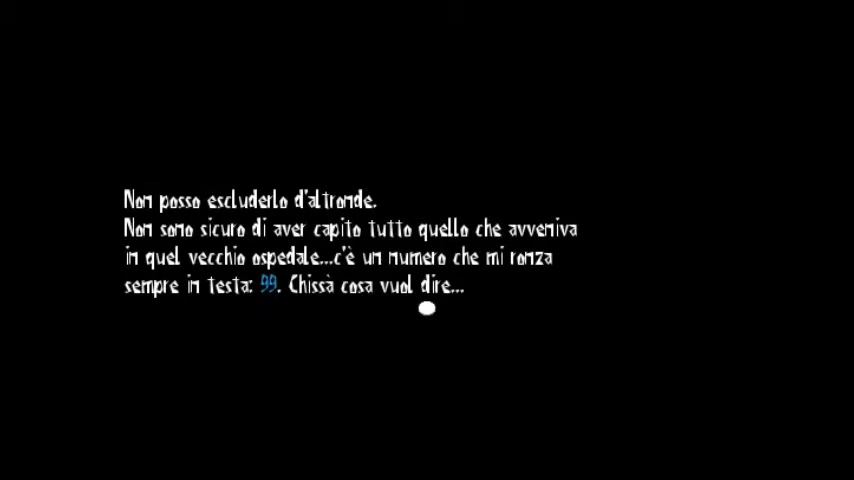 Non posso escluderlo d'altronde.
Non sono sicuro di aver capito tutto quello che avveniva
in quel vecchio ospedale...c'è un numero che mi ronza
sempre in testa: 99. Chissà cosa vuol dire...